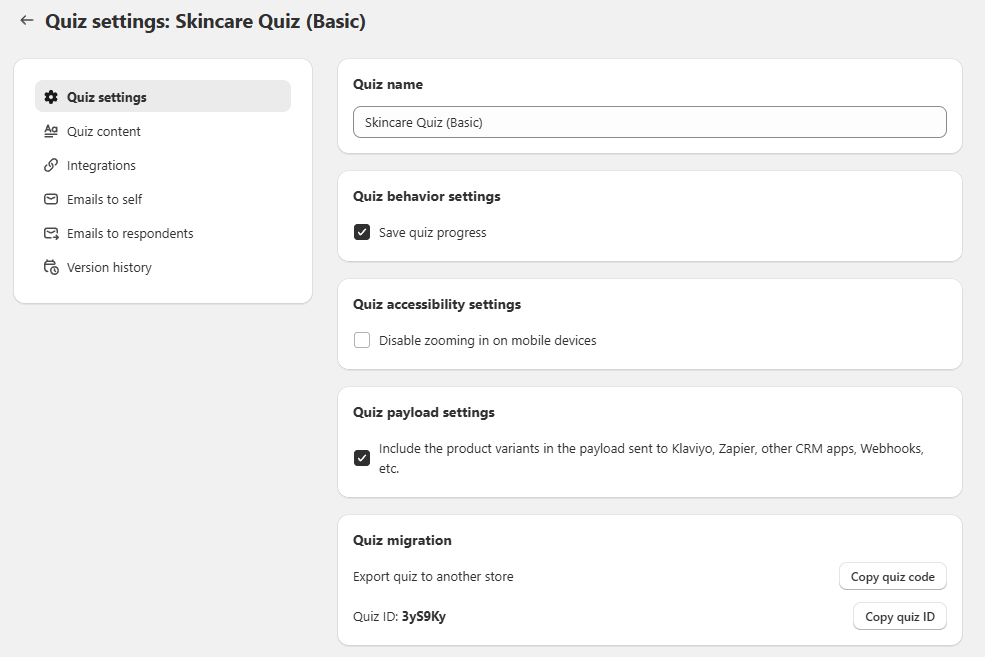 Quiz settings: Skincare Quiz (Basic)
Quiz settings
Quiz content
Integrations
Emails to self
Emails to respondents
Version history
Quiz name
Skincare Quiz (Basic)
Quiz behavior settings
Save quiz progress
Quiz accessibility settings
Disable zooming in on mobile devices
Quiz payload settings
Include the product variants in the payload sent to Klaviyo, Zapier, other CRM apps, Webhooks,
etc.
Quiz migration
Export quiz to another store
Copy quiz code
Quiz ID: 3yS9Ky
Copy quiz ID